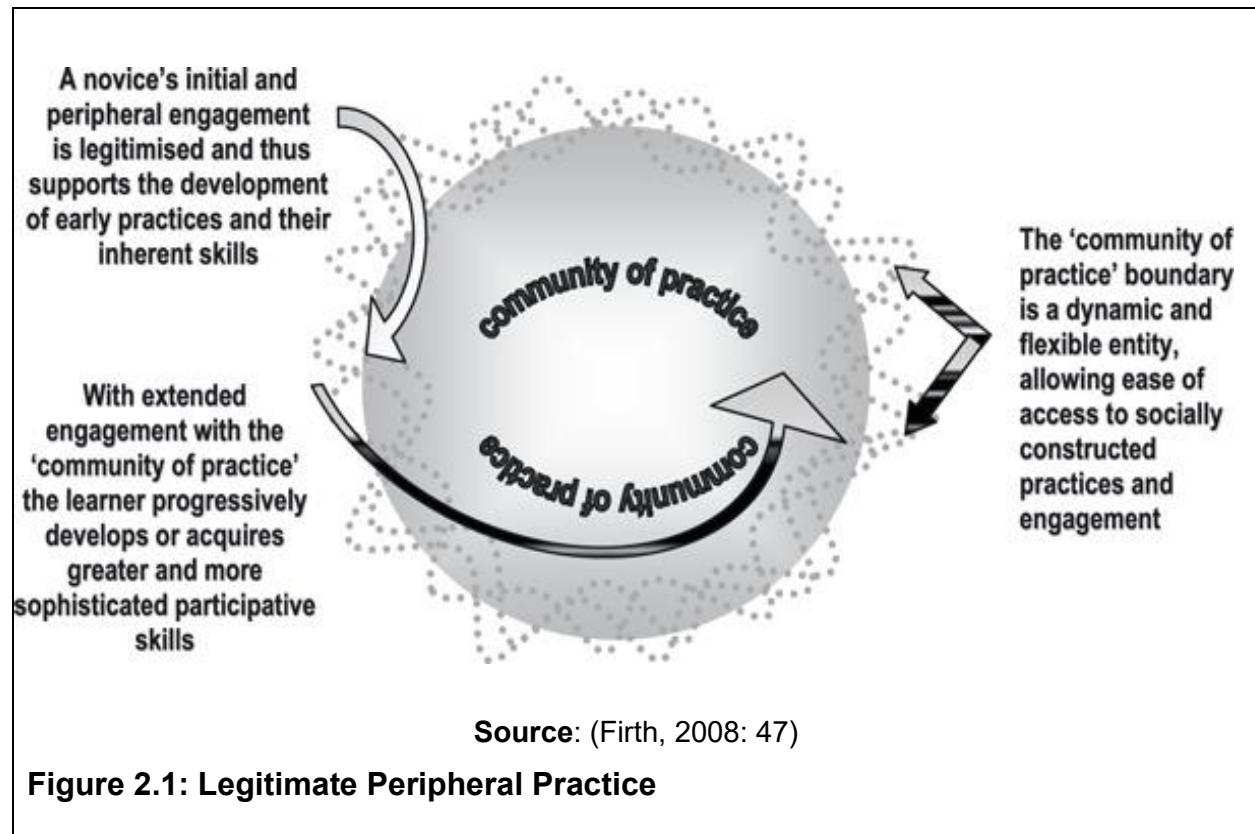 A novice's initial and
peripheral engagement
is legitimised and thus
supports the development
of early practices and their
inherent skills
With extended
engagement with the
'community of practice'
the learner progressively
develops or acquires
greater and more
sophisticated participative
skills
community of practice
community of practice
The 'community of
practice' boundary
is a dynamic and
flexible entity,
allowing ease of
access to socially
constructed
practices and
engagement
Source: (Firth, 2008: 47)
Figure 2.1: Legitimate Peripheral Practice